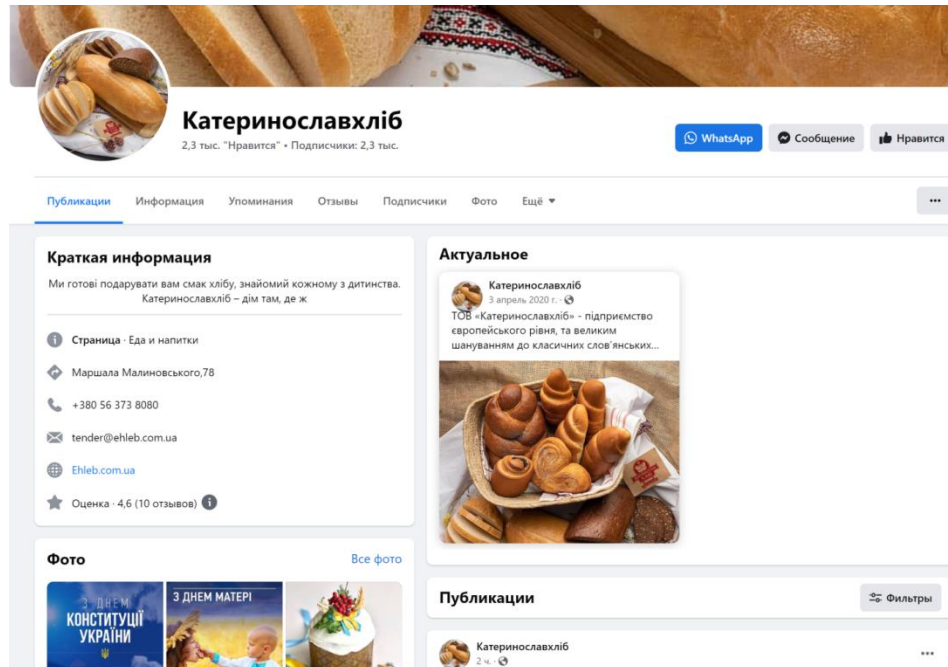 Катеринославхліб
2,3 тыс. "Нравится" • Подписчики: 2,3 тыс.
WhatsApp
Сообщение
Нравится
Публикации
Информация
Упоминания
Отзывы
Подписчики
Фото
Ещё
Краткая информация
Ми готові подарувати вам смак хлібу, знайомий кожному з дитинства.
Катеринославхліб – дім там, де ж
Страница · Еда и напитки
Маршала Малиновського,78
+380 56 373 8080
tender@ehleb.com.ua
Ehleb.com.ua
Оценка · 4,6 (10 отзывов)
Фото
Все фото
З ДНЕМ
КОНСТИТУЦІЇ
УКРАЇНИ
З ДНЕМ МАТЕРІ
Актуальное
Катеринославхліб
3 апрель 2020 г. ·
ТОВ «Катеринославхліб» - підприємство
європейського рівня, та великим
шануванням до класичних слов'янських...
Публикации
Фильтры
Катеринославхліб
2 ч. ·